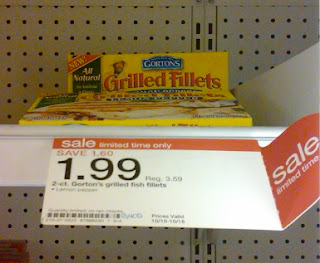 NEW!
All
Natural
GORTON'S
Grilled Fillets
sale limited time only
SAVE 1.60
1.99 Reg. 3.59
2-ct. Gorton's grilled fish fillets
• Lemon pepper
Prices Valid
sale
limited time